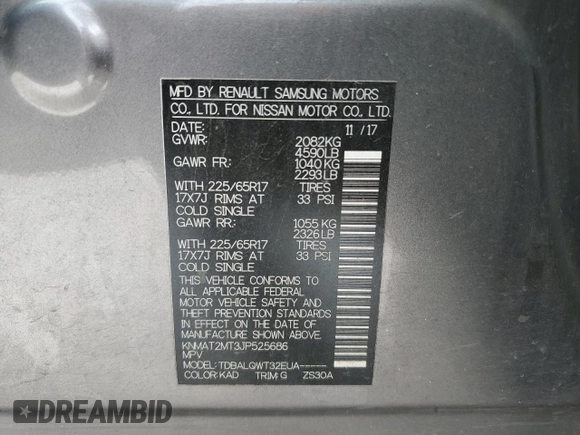 MFD BY RENAULT SAMSUNG MOTORS
CO., LTD. FOR NISSAN MOTOR CO., LTD.
DATE: 11 / 17
GVWR: 2082KG
4590LB
GAWR FR: 1040 KG
2293LB
WITH 225/65R17 TIRES
17X7J RIMS AT 33 PSI
COLD SINGLE
GAWR RR: 1055 KG
2326LB
WITH 225/65R17 TIRES
17X7J RIMS AT 33 PSI
COLD SINGLE
THIS VEHICLE CONFORMS TO
ALL APPLICABLE FEDERAL
MOTOR VEHICLE SAFETY AND
THEFT PREVENTION STANDARDS
IN EFFECT ON THE DATE OF
MANUFACTURE SHOWN ABOVE.
KNMAT2MT3JP525686
MPV
MODEL: TDBALQWT32EUA-----
COLOR: KAD TRIM: G ZS30A
DREAMBID